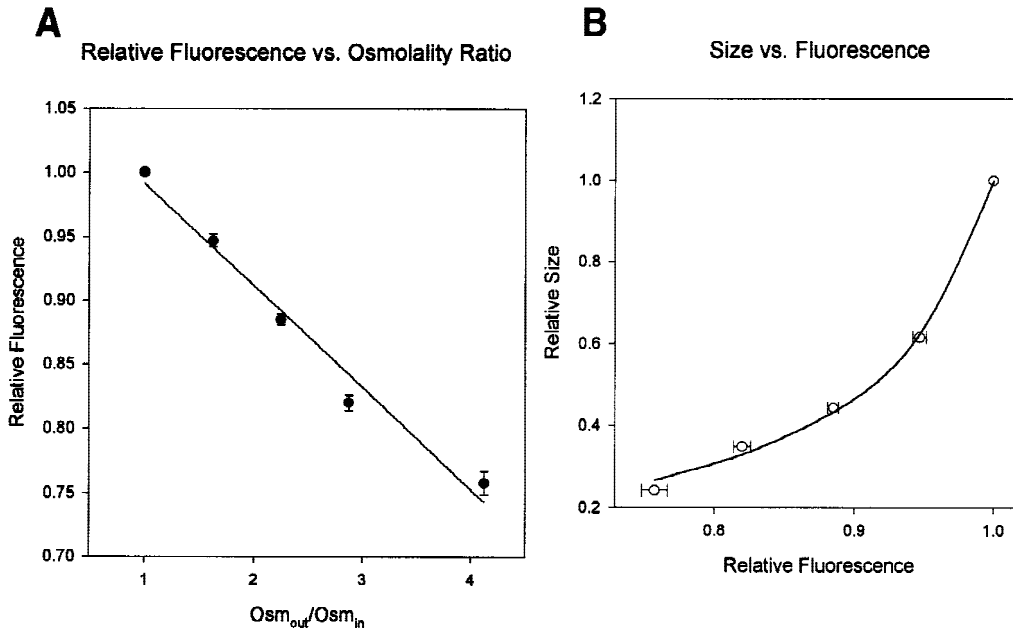 A
Relative Fluorescence vs. Osmolality Ratio
1.05
1.00
0.95
0.90
0.85
0.80
0.75
0.70
Relative Fluorescence
1 2 3 4
Osm_out/Osm_in
B
Size vs. Fluorescence
1.2
1.0
0.8
0.6
0.4
0.2
Relative Size
0.8 0.9 1.0
Relative Fluorescence